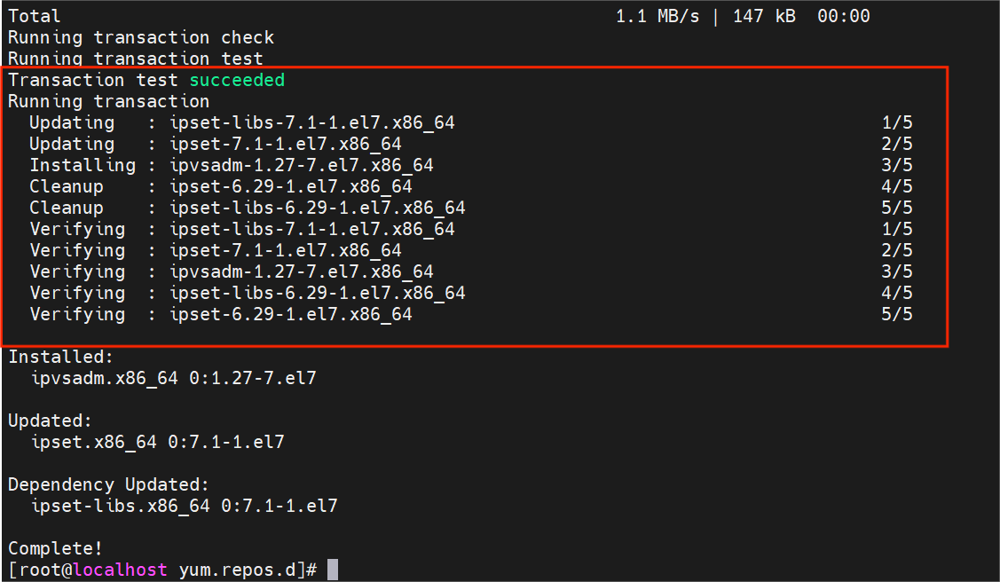 Total 1.1 MB/s | 147 kB 00:00
Running transaction check
Running transaction test
Transaction test succeeded
Running transaction
  Updating   : ipset-libs-7.1-1.el7.x86_64 1/5
  Updating   : ipset-7.1-1.el7.x86_64 2/5
  Installing : ipvsadm-1.27-7.el7.x86_64 3/5
  Cleanup    : ipset-6.29-1.el7.x86_64 4/5
  Cleanup    : ipset-libs-6.29-1.el7.x86_64 5/5
  Verifying  : ipset-libs-7.1-1.el7.x86_64 1/5
  Verifying  : ipset-7.1-1.el7.x86_64 2/5
  Verifying  : ipvsadm-1.27-7.el7.x86_64 3/5
  Verifying  : ipset-libs-6.29-1.el7.x86_64 4/5
  Verifying  : ipset-6.29-1.el7.x86_64 5/5
Installed:
  ipvsadm.x86_64 0:1.27-7.el7
Updated:
  ipset.x86_64 0:7.1-1.el7
Dependency Updated:
  ipset-libs.x86_64 0:7.1-1.el7
Complete!
[root@localhost yum.repos.d]#